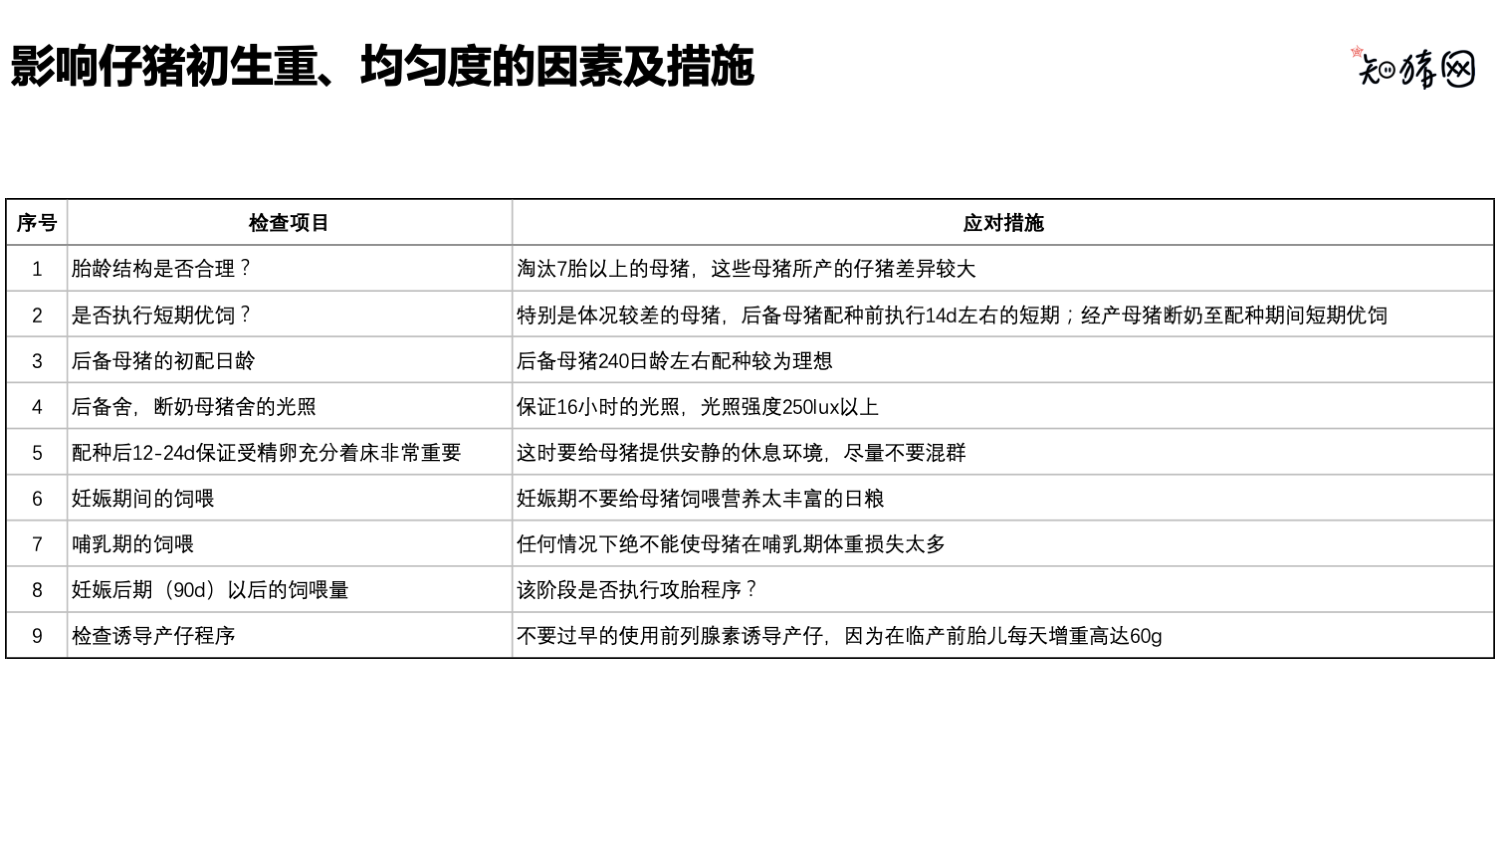 影响仔猪初生重、均匀度的因素及措施
知猪网
序号 检查项目 应对措施
1 胎龄结构是否合理？ 淘汰7胎以上的母猪，这些母猪所产的仔猪差异较大
2 是否执行短期优饲？ 特别是体况较差的母猪，后备母猪配种前执行14d左右的短期；经产母猪断奶至配种期间短期优饲
3 后备母猪的初配日龄 后备母猪240日龄左右配种较为理想
4 后备舍，断奶母猪舍的光照 保证16小时的光照，光照强度250lux以上
5 配种后12-24d保证受精卵充分着床非常重要 这时要给母猪提供安静的休息环境，尽量不要混群
6 妊娠期间的饲喂 妊娠期不要给母猪饲喂营养太丰富的日粮
7 哺乳期的饲喂 任何情况下绝不能使母猪在哺乳期体重损失太多
8 妊娠后期（90d）以后的饲喂量 该阶段是否执行攻胎程序？
9 检查诱导产仔程序 不要过早的使用前列腺素诱导产仔，因为在临产前胎儿每天增重高达60g